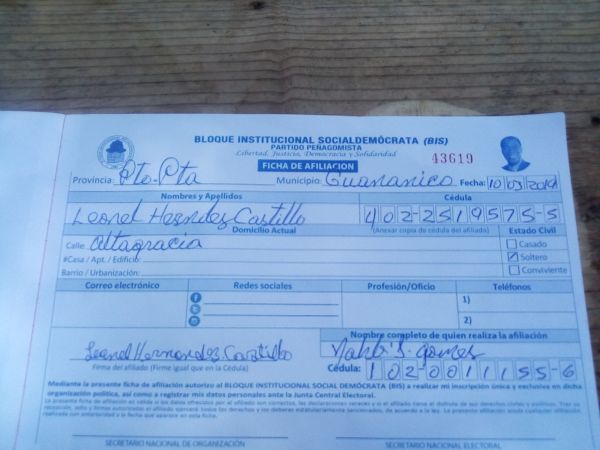 BLOQUE INSTITUCIONAL SOCIALDEMÓCRATA (BIS)
PARTIDO PEÑAGOMISTA
Libertad, Justicia, Democracia y Solidaridad
FICHA DE AFILIACION
43619
Provincia: Pto. Pta Municipio: Guananico Fecha: 10 03 2019
Nombres y Apellidos Cédula
Leonel Hernandez Castillo 402-2519575-5
Domicilio Actual (Anexar copia de cédula del afiliado) Estado Civil
Calle: altagracia Casado
#Casa / Apt. / Edificio: Soltero
Barrio / Urbanización: Conviviente
Correo electrónico Redes sociales Profesión/Oficio Teléfonos
1)
2)
Nombre completo de quien realiza la afiliación
Leonel Hernandez Castillo
Firma del afiliado (Firme igual que en la Cédula) Cédula: 102-0011155-6
Mediante la presente ficha de afiliación autorizo al BLOQUE INSTITUCIONAL SOCIAL DEMÓCRATA (BIS) a realizar mi inscripción única y exclusiva en dicha
organización política, así como a registrar mis datos personales ante la Junta Central Electoral.
SECRETARIO NACIONAL DE ORGANIZACIÓN SECRETARIO NACIONAL ELECTORAL